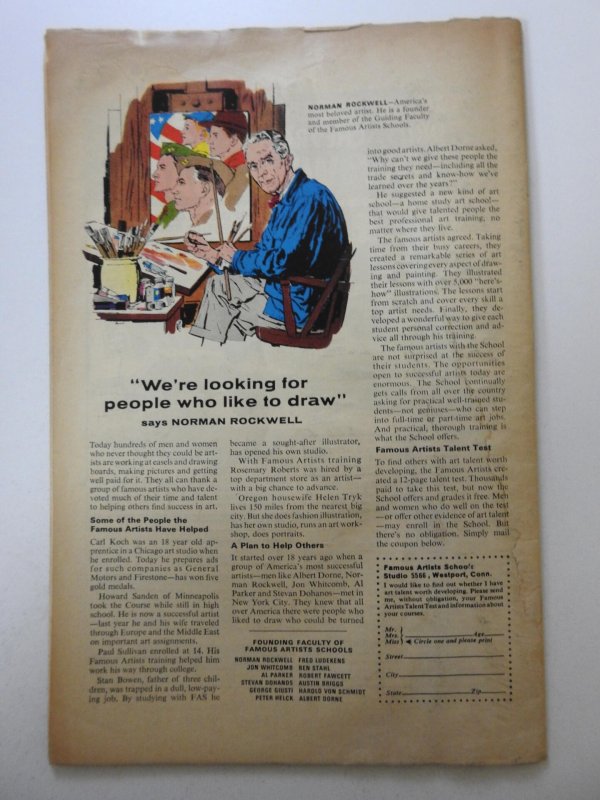 NORMAN ROCKWELL—America's
most beloved artist. He is a founder
and member of the Guiding Faculty
of the Famous Artists Schools.
"We're looking for
people who like to draw"
says NORMAN ROCKWELL
Today hundreds of men and women
who never thought they could be art-
ists are working at easels and drawing
boards, making pictures and getting
well paid for it. They all can thank a
group of famous artists who have de-
voted much of their time and talent
to helping others find success in art.
Some of the People the
Famous Artists Have Helped
Carl Koch was an 18 year old ap-
prentice in a Chicago art studio when
he enrolled. Today he prepares ads
for such companies as General
Motors and Firestone—has won five
gold medals.
Howard Sanden of Minneapolis
took the Course while still in high
school. He is now a successful artist
—last year he and his wife traveled
through Europe and the Middle East
on important art assignments.
Paul Sullivan enrolled at 14. His
Famous Artists training helped him
work his way through college.
Stan Bowen, father of three chil-
dren, was trapped in a dull, low-pay-
ing job. By studying with FAS he
became a sought-after illustrator,
has opened his own studio.
With Famous Artists training
Rosemary Roberts was hired by a
top department store as an artist—
with a big chance to advance.
Oregon housewife Helen Tryk
lives 150 miles from the nearest big
city. But she does fashion illustration,
has her own studio, runs an art work-
shop, does portraits.
A Plan to Help Others
It started over 18 years ago when a
group of America's most successful
artists—men like Albert Dorne, Nor-
man Rockwell, Jon Whitcomb, Al
Parker and Stevan Dohanos—met in
New York City. They knew that all
over America there were people who
liked to draw who could be turned
FOUNDING FACULTY OF
FAMOUS ARTISTS SCHOOLS
NORMAN ROCKWELL FRED LUDEKENS
JON WHITCOMB BEN STAHL
AL PARKER ROBERT FAWCETT
STEVAN DOHANOS AUSTIN BRIGGS
GEORGE GIUSTI HAROLD VON SCHMIDT
PETER HELCK ALBERT DORNE
into good artists. Albert Dorne asked,
"Why can't we give these people the
training they need—including all the
trade secrets and know-how we've
learned over the years?"
He suggested a new kind of art
school—a home study art school—
that would give talented people the
best professional art training; no
matter where they live.
The famous artists agreed. Taking
time from their busy careers, they
created a remarkable series of art
lessons covering every aspect of draw-
ing and painting. They illustrated
their lessons with over 5,000 "here's-
how" illustrations. The lessons start
from scratch and cover every skill a
top artist needs. Finally, they de-
veloped a wonderful way to give each
student personal correction and ad-
vice all through his training.
The famous artists with the School
are not surprised at the success of
their students. The opportunities
open to successful artists today are
enormous. The School continually
gets calls from all over the country
asking for practical well-trained stu-
dents—not geniuses—who can step
into full-time or part-time art jobs.
And practical, thorough training is
what the School offers.
Famous Artists Talent Test
To find others with art talent worth
developing, the Famous Artists cre-
ated a 12-page talent test. Thousands
paid to take this test, but now the
School offers and grades it free. Men
and women who do well on the test
—or offer other evidence of art talent
—may enroll in the School. But
there's no obligation. Simply mail
the coupon below.
Famous Artists Schools
Studio 5566, Westport, Conn.
I would like to find out whether I have
art talent worth developing. Please send
me, without obligation, your Famous
Artists Talent Test and information about
your courses.
Mr.
Mrs. Age
Miss Circle one and please print
Street
City
State Zip